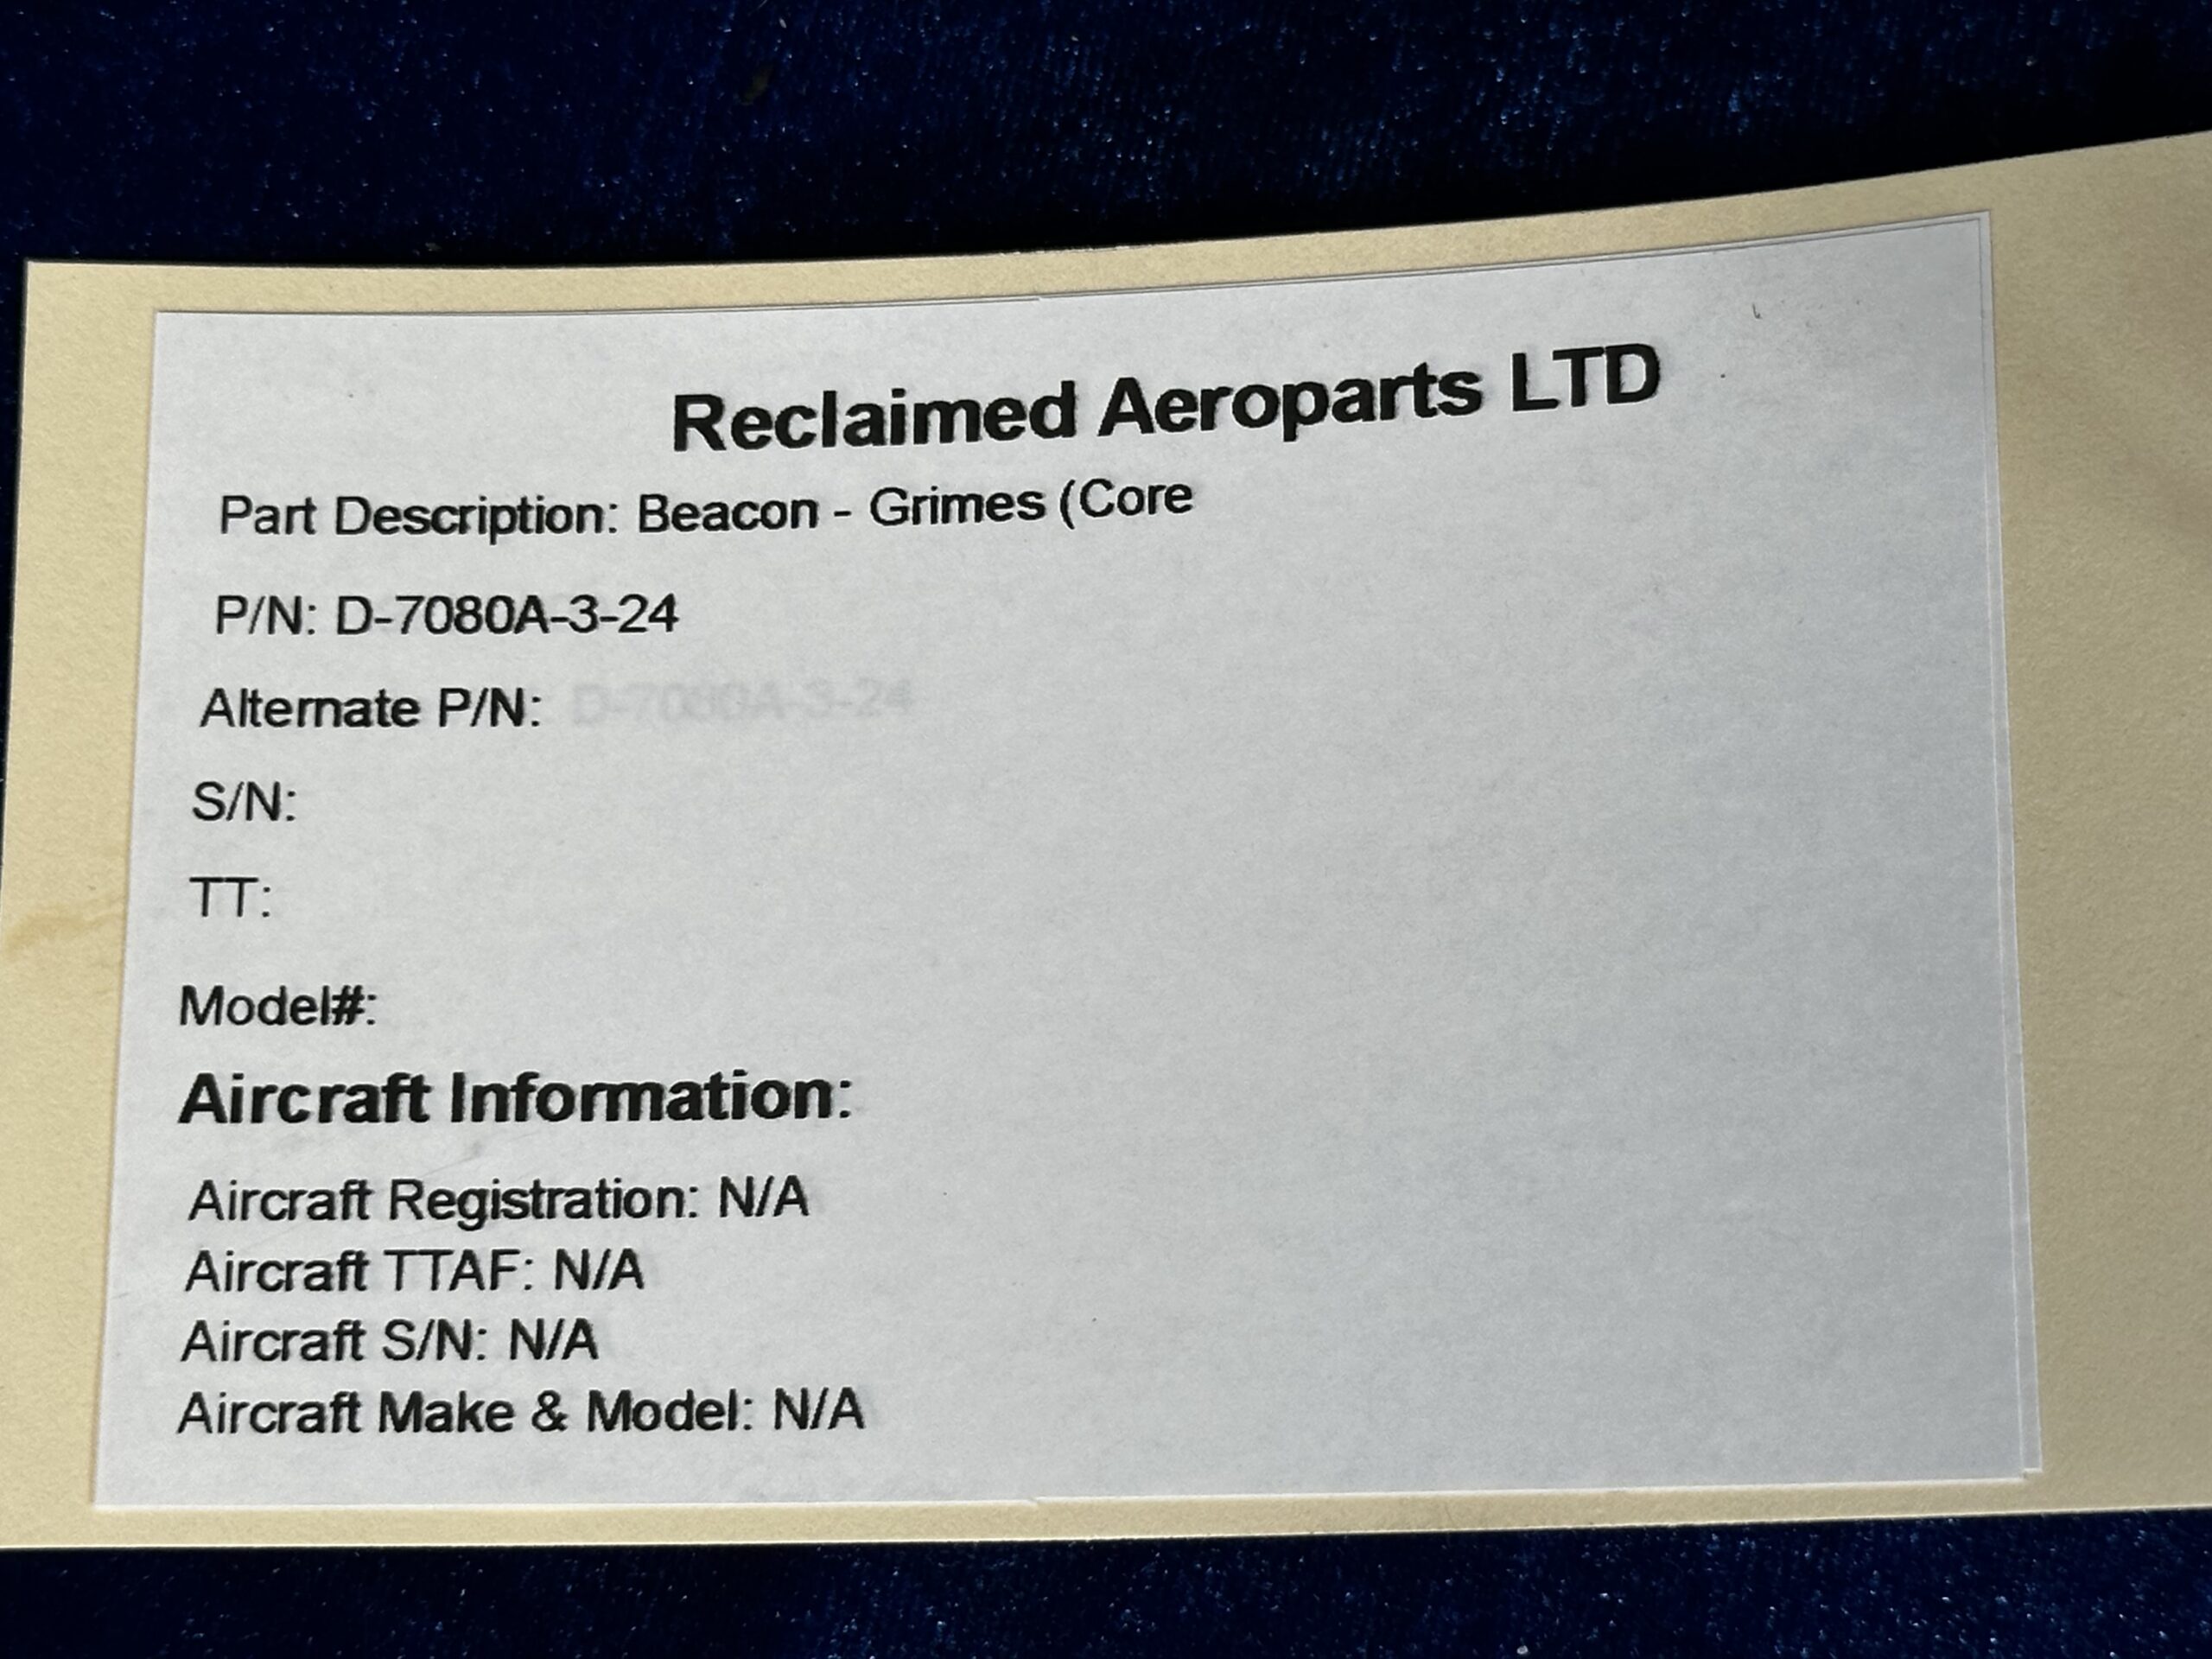 Reclaimed Aeroparts LTD
Part Description: Beacon - Grimes (Core
P/N: D-7080A-3-24
Alternate P/N: D-7080A-3-24
S/N:
TT:
Model#:
Aircraft Information:
Aircraft Registration: N/A
Aircraft TTAF: N/A
Aircraft S/N: N/A
Aircraft Make & Model: N/A